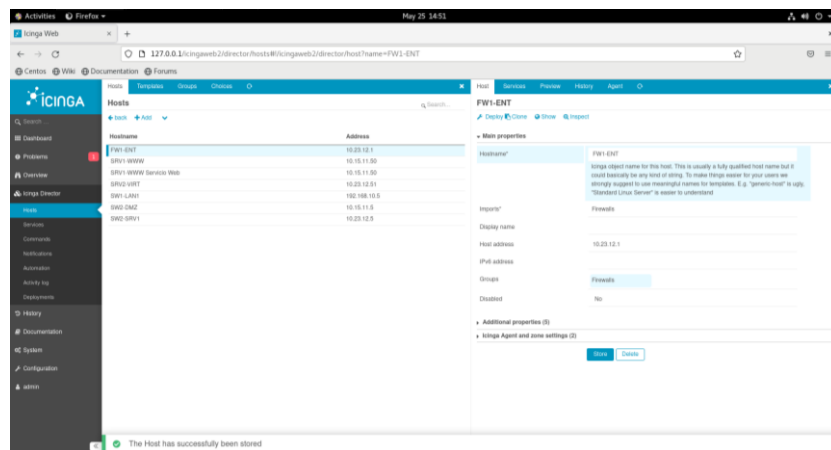 Activities Firefox May 25 14:51
Icinga Web × +
127.0.0.1/icingaweb2/director/hosts#!/icingaweb2/director/host?name=FW1-ENT
Centos Wiki Documentation Forums
ICINGA
Search ...
Dashboard
Problems
Overview
Icinga Director
Hosts
Services
Commands
Notifications
Automation
Activity log
Deployments
History
Documentation
System
Configuration
admin
Hosts Templates Groups Choices
Hosts
Search...
back Add
Hostname Address
FW1-ENT 10.23.12.1
SRV1-WWW 10.15.11.50
SRV1-WWW Servicio Web 10.15.11.50
SRV2-VIRT 10.23.12.51
SW1-LAN1 192.168.10.5
SW2-DMZ 10.15.11.5
SW2-SRV1 10.23.12.5
Host Services Preview History Agent
FW1-ENT
Deploy Clone Show Inspect
Main properties
Hostname* FW1-ENT
Icinga object name for this host. This is usually a fully qualified host name but it
could basically be any kind of string. To make things easier for your users we
strongly suggest to use meaningful names for templates. E.g. "generic-host" is ugly,
"Standard Linux Server" is easier to understand
Imports* Firewalls
Display name
Host address 10.23.12.1
IPv6 address
Groups Firewalls
Disabled No
Additional properties (5)
Icinga Agent and zone settings (2)
Store Delete
The Host has successfully been stored